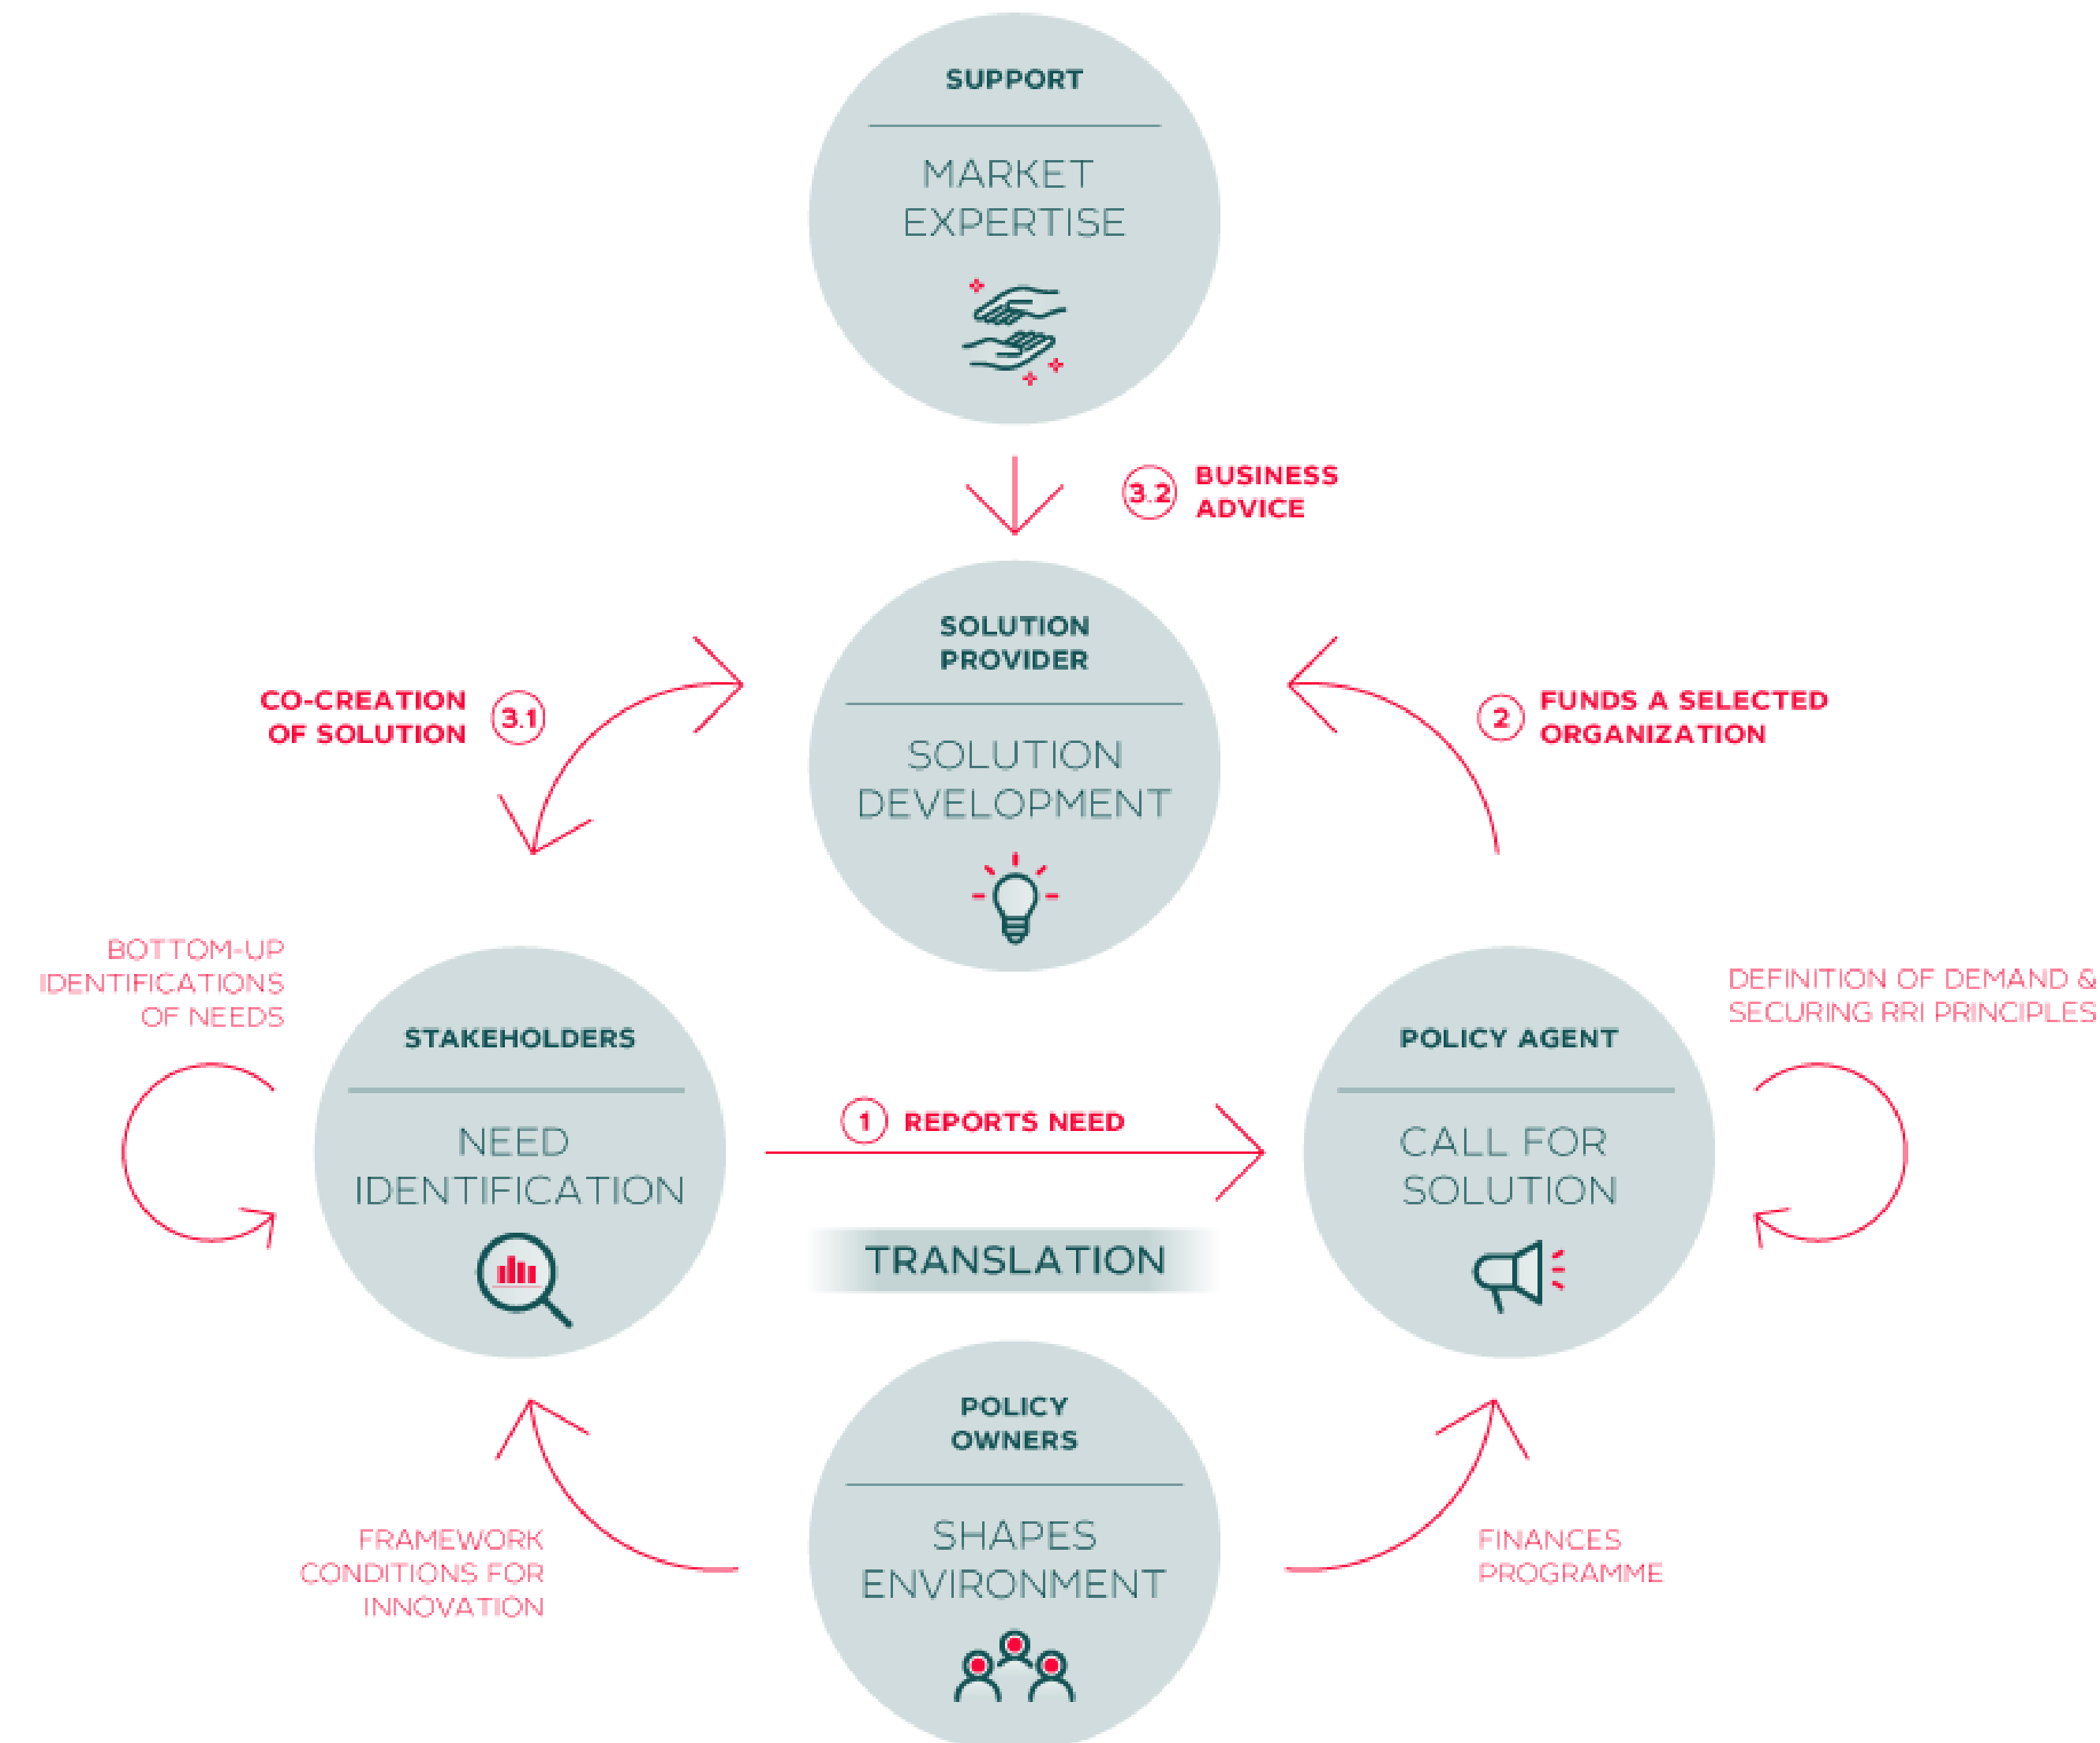 SUPPORT
MARKET
EXPERTISE
3.2
BUSINESS
ADVICE
SOLUTION
PROVIDER
SOLUTION
DEVELOPMENT
CO-CREATION
OF SOLUTION
3.1
2
FUNDS A SELECTED
ORGANIZATION
BOTTOM-UP
IDENTIFICATIONS
OF NEEDS
STAKEHOLDERS
NEED
IDENTIFICATION
1 REPORTS NEED
TRANSLATION
POLICY AGENT
CALL FOR
SOLUTION
DEFINITION OF DEMAND &
SECURING RRI PRINCIPLES
POLICY
OWNERS
SHAPES
ENVIRONMENT
FRAMEWORK
CONDITIONS FOR
INNOVATION
FINANCES
PROGRAMME